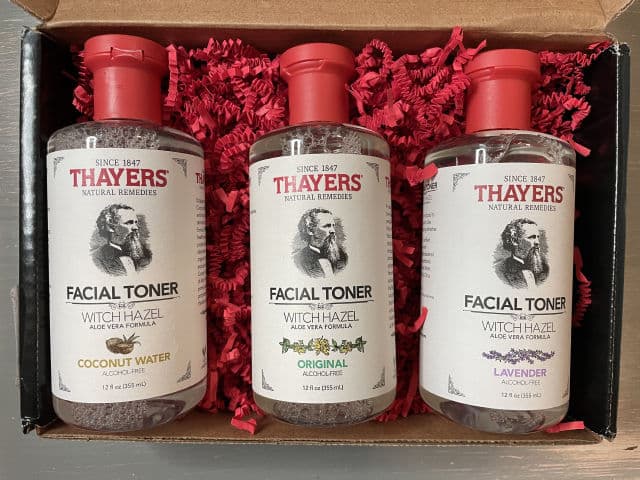 SINCE 1847
THAYERS
NATURAL REMEDIES
FACIAL TONER
WITCH HAZEL
ALOE VERA FORMULA
COCONUT WATER
ALCOHOL-FREE
12 fl oz (355 mL)
SINCE 1847
THAYERS
NATURAL REMEDIES
FACIAL TONER
WITCH HAZEL
ALOE VERA FORMULA
ORIGINAL
ALCOHOL-FREE
12 fl oz (355 mL)
SINCE 1847
THAYERS
NATURAL REMEDIES
FACIAL TONER
WITCH HAZEL
ALOE VERA FORMULA
LAVENDER
ALCOHOL-FREE
12 fl oz (355 mL)